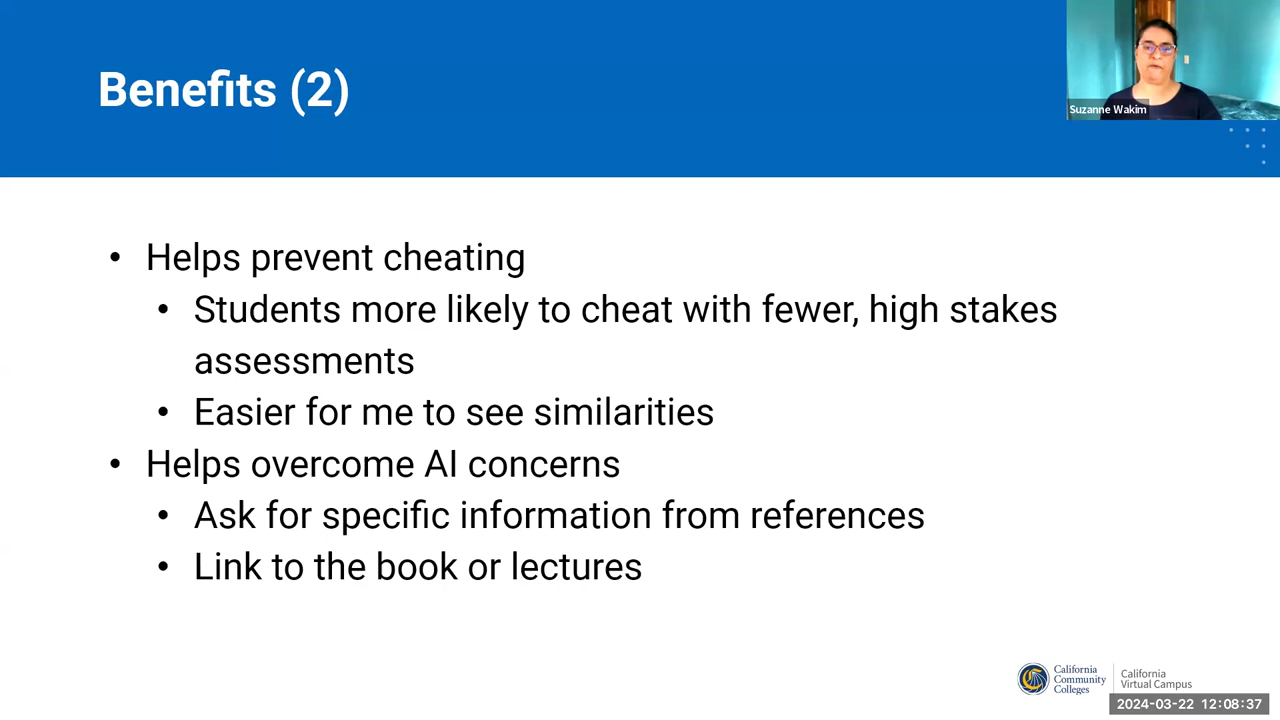 Benefits (2)
Suzanne Wakim
• Helps prevent cheating
• Students more likely to cheat with fewer, high stakes
assessments
• Easier for me to see similarities
• Helps overcome AI concerns
• Ask for specific information from references
• Link to the book or lectures
California
Community
Colleges
California
Virtual Campus
2024-03-22 12:08:37